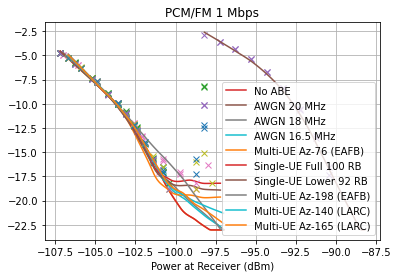 PCM/FM 1 Mbps
−2.5
−5.0
−7.5
−10.0
−12.5
−15.0
−17.5
−20.0
−22.5
No ABE
AWGN 20 MHz
AWGN 18 MHz
AWGN 16.5 MHz
Multi-UE Az-76 (EAFB)
Single-UE Full 100 RB
Single-UE Lower 92 RB
Multi-UE Az-198 (EAFB)
Multi-UE Az-140 (LARC)
Multi-UE Az-165 (LARC)
−107.5 −105.0 −102.5 −100.0 −97.5 −95.0 −92.5 −90.0 −87.5
Power at Receiver (dBm)